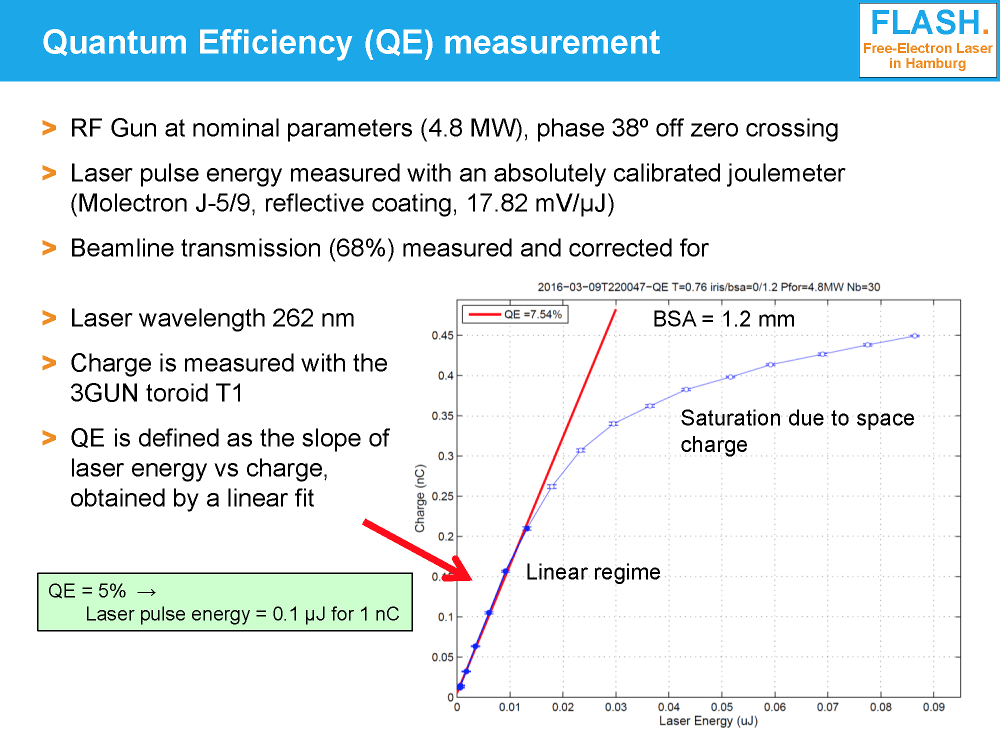 Quantum Efficiency (QE) measurement
FLASH.
Free-Electron Laser
in Hamburg
> RF Gun at nominal parameters (4.8 MW), phase 38º off zero crossing
> Laser pulse energy measured with an absolutely calibrated joulemeter
(Molectron J-5/9, reflective coating, 17.82 mV/µJ)
> Beamline transmission (68%) measured and corrected for
> Laser wavelength 262 nm
> Charge is measured with the
3GUN toroid T1
> QE is defined as the slope of
laser energy vs charge,
obtained by a linear fit
QE = 5% →
Laser pulse energy = 0.1 µJ for 1 nC
2016−03−09T220047−QE T=0.76 iris/bsa=0/1.2 Pfor=4.8MW Nb=30
QE =7.54%
BSA = 1.2 mm
Saturation due to space
charge
Linear regime
Charge (nC)
0.45
0.4
0.35
0.3
0.25
0.2
0.1
0.05
0
0 0.01 0.02 0.03 0.04 0.05 0.06 0.07 0.08 0.09
Laser Energy (uJ)